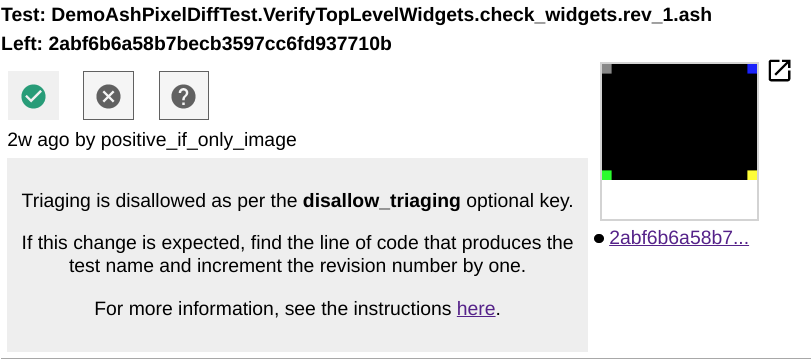 Test: DemoAshPixelDiffTest.VerifyTopLevelWidgets.check_widgets.rev_1.ash
Left: 2abf6b6a58b7becb3597cc6fd937710b
2w ago by positive_if_only_image
Triaging is disallowed as per the disallow_triaging optional key.
If this change is expected, find the line of code that produces the
test name and increment the revision number by one.
For more information, see the instructions here.
2abf6b6a58b7...